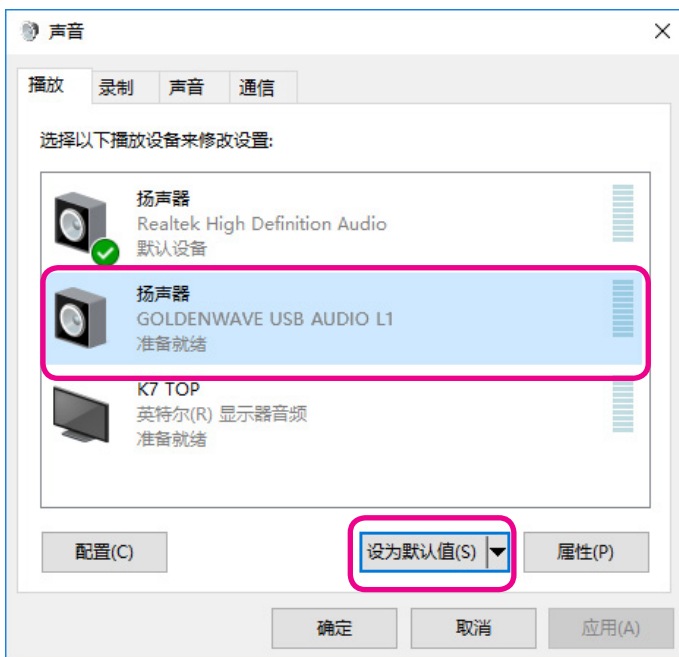 声音
播放 录制 声音 通信
选择以下播放设备来修改设置:
扬声器
Realtek High Definition Audio
默认设备
扬声器
GOLDENWAVE USB AUDIO L1
准备就绪
K7 TOP
英特尔(R) 显示器音频
准备就绪
配置(C) 设为默认值(S) 属性(P)
确定 取消 应用(A)